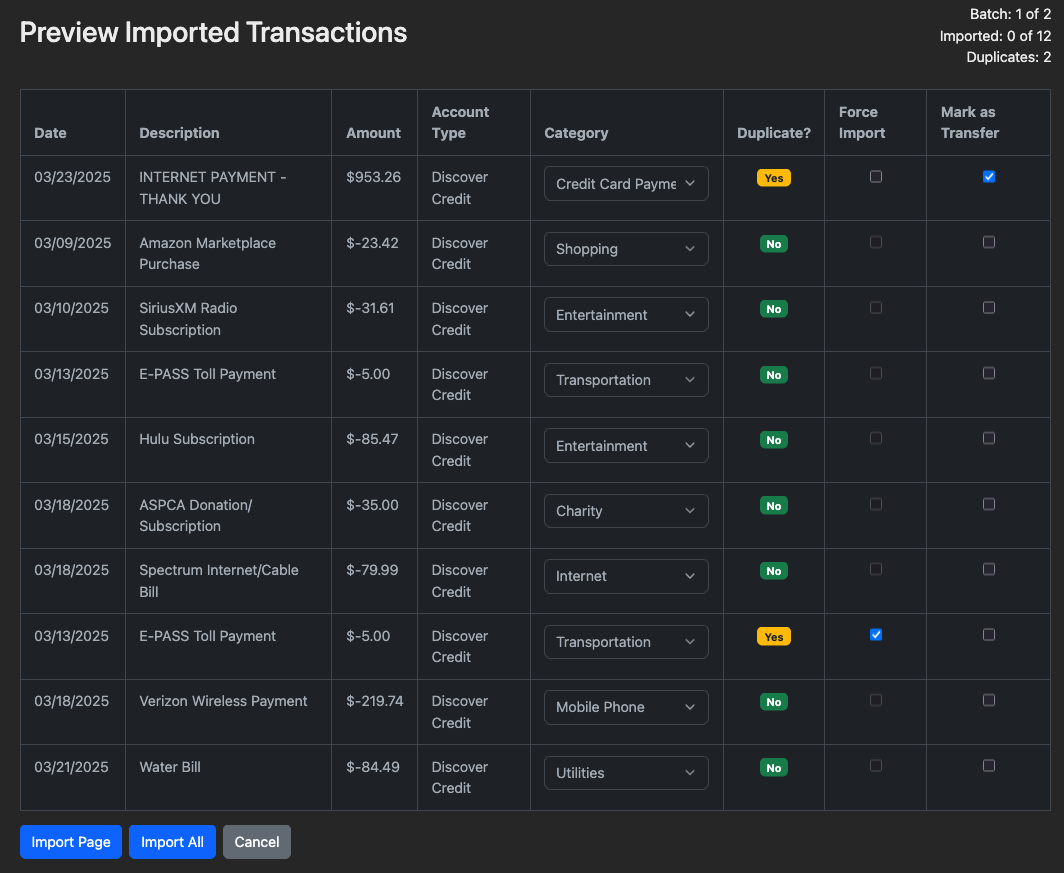 Preview Imported Transactions
Batch: 1 of 2
Imported: 0 of 12
Duplicates: 2
Date Description Amount Account Type Category Duplicate? Force Import Mark as Transfer
03/23/2025 INTERNET PAYMENT - THANK YOU $953.26 Discover Credit Credit Card Payme Yes
03/09/2025 Amazon Marketplace Purchase $-23.42 Discover Credit Shopping No
03/10/2025 SiriusXM Radio Subscription $-31.61 Discover Credit Entertainment No
03/13/2025 E-PASS Toll Payment $-5.00 Discover Credit Transportation No
03/15/2025 Hulu Subscription $-85.47 Discover Credit Entertainment No
03/18/2025 ASPCA Donation/ Subscription $-35.00 Discover Credit Charity No
03/18/2025 Spectrum Internet/Cable Bill $-79.99 Discover Credit Internet No
03/13/2025 E-PASS Toll Payment $-5.00 Discover Credit Transportation Yes
03/18/2025 Verizon Wireless Payment $-219.74 Discover Credit Mobile Phone No
03/21/2025 Water Bill $-84.49 Discover Credit Utilities No
Import Page Import All Cancel